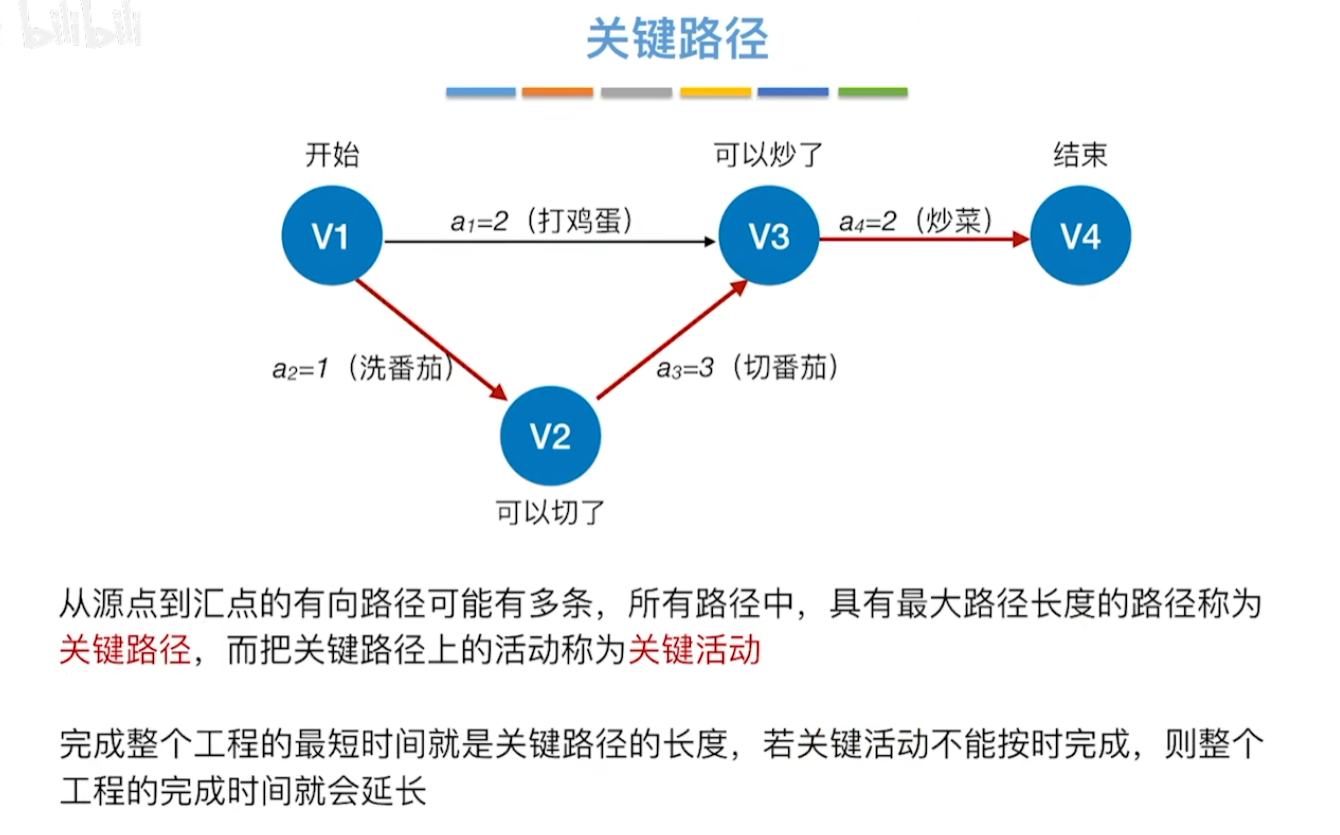 bilibili
关键路径
开始
可以炒了
结束
V1
a₁=2（打鸡蛋）
V3
a₄=2（炒菜）
V4
a₂=1（洗番茄）
a₃=3（切番茄）
V2
可以切了
从源点到汇点的有向路径可能有多条，所有路径中，具有最大路径长度的路径称为
关键路径，而把关键路径上的活动称为关键活动
完成整个工程的最短时间就是关键路径的长度，若关键活动不能按时完成，则整个
工程的完成时间就会延长